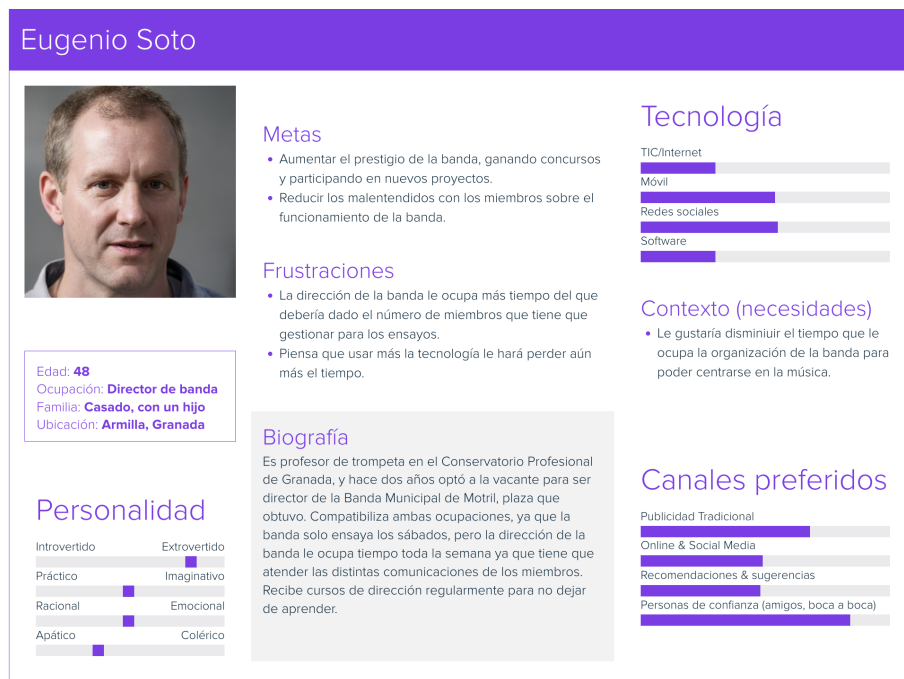 Eugenio Soto
Edad: 48
Ocupación: Director de banda
Familia: Casado, con un hijo
Ubicación: Armilla, Granada
Personalidad
Introvertido Extrovertido
Práctico Imaginativo
Racional Emocional
Apático Colérico
Metas
• Aumentar el prestigio de la banda, ganando concursos
y participando en nuevos proyectos.
• Reducir los malentendidos con los miembros sobre el
funcionamiento de la banda.
Frustraciones
• La dirección de la banda le ocupa más tiempo del que
debería dado el número de miembros que tiene que
gestionar para los ensayos.
• Piensa que usar más la tecnología le hará perder aún
más el tiempo.
Biografía
Es profesor de trompeta en el Conservatorio Profesional
de Granada, y hace dos años optó a la vacante para ser
director de la Banda Municipal de Motril, plaza que
obtuvo. Compatibiliza ambas ocupaciones, ya que la
banda solo ensaya los sábados, pero la dirección de la
banda le ocupa tiempo toda la semana ya que tiene que
atender las distintas comunicaciones de los miembros.
Recibe cursos de dirección regularmente para no dejar
de aprender.
Tecnología
TIC/Internet
Móvil
Redes sociales
Software
Contexto (necesidades)
• Le gustaría disminiuir el tiempo que le
ocupa la organización de la banda para
poder centrarse en la música.
Canales preferidos
Publicidad Tradicional
Online & Social Media
Recomendaciones & sugerencias
Personas de confianza (amigos, boca a boca)